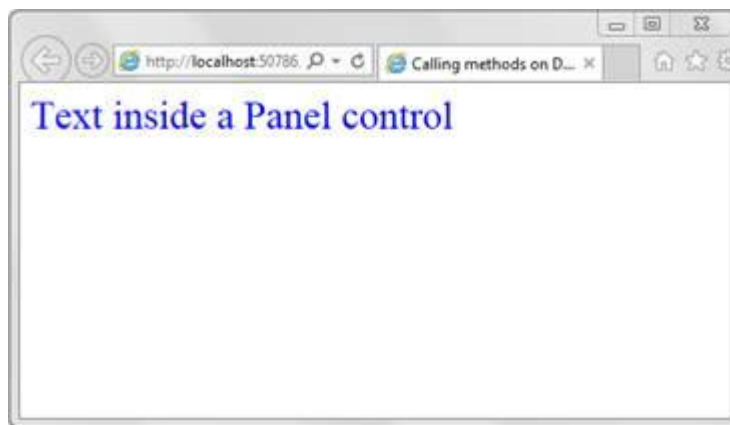 http://localhost:50786.
Calling methods on D...
Text inside a Panel control